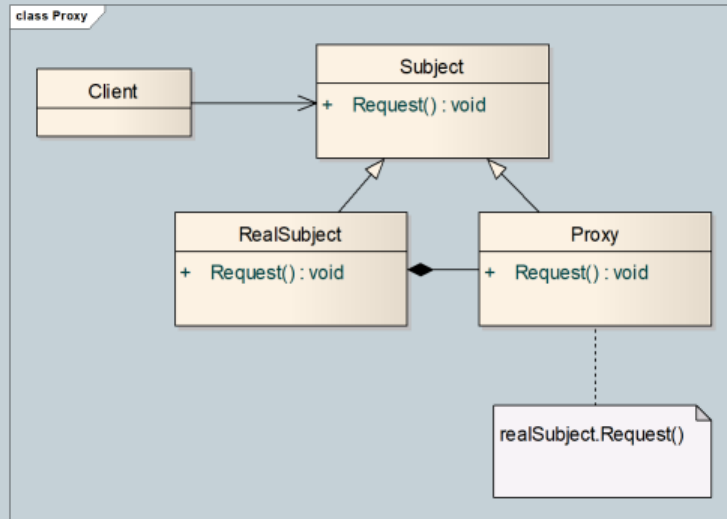 class Proxy
Client
Subject
+ Request() : void
RealSubject
+ Request() : void
Proxy
+ Request() : void
realSubject.Request()